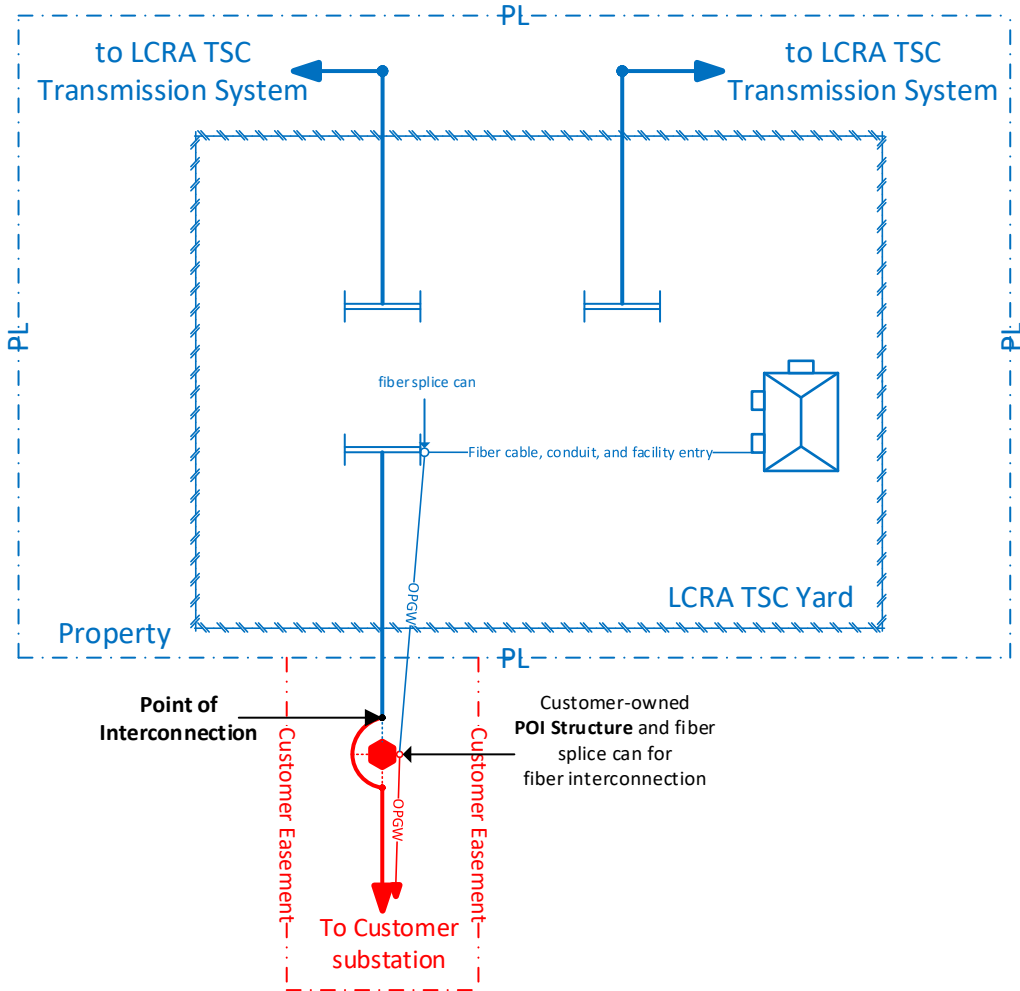 PL
to LCRA TSC
Transmission System
to LCRA TSC
Transmission System
PL
PL
fiber splice can
Fiber cable, conduit, and facility entry
OPGW
LCRA TSC Yard
Property
PL
Point of
Interconnection
Customer-owned
POI Structure and fiber
splice can for
fiber interconnection
Customer Easement
Customer Easement
OPGW
To Customer
substation